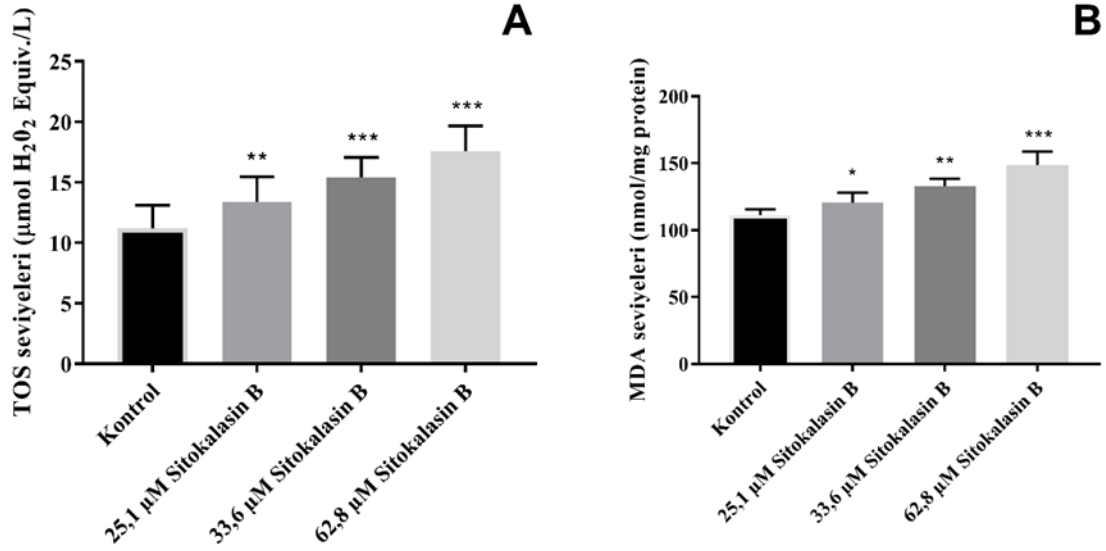 A
TOS seviyeleri (µmol H₂0₂ Equiv./L)
25
20
15
10
5
0
**
***
***
Kontrol
25,1 µM Sitokalasin B
33,6 µM Sitokalasin B
62,8 µM Sitokalasin B
B
MDA seviyeleri (nmol/mg protein)
200
150
100
50
0
*
**
***
Kontrol
25,1 µM Sitokalasin B
33,6 µM Sitokalasin B
62,8 µM Sitokalasin B